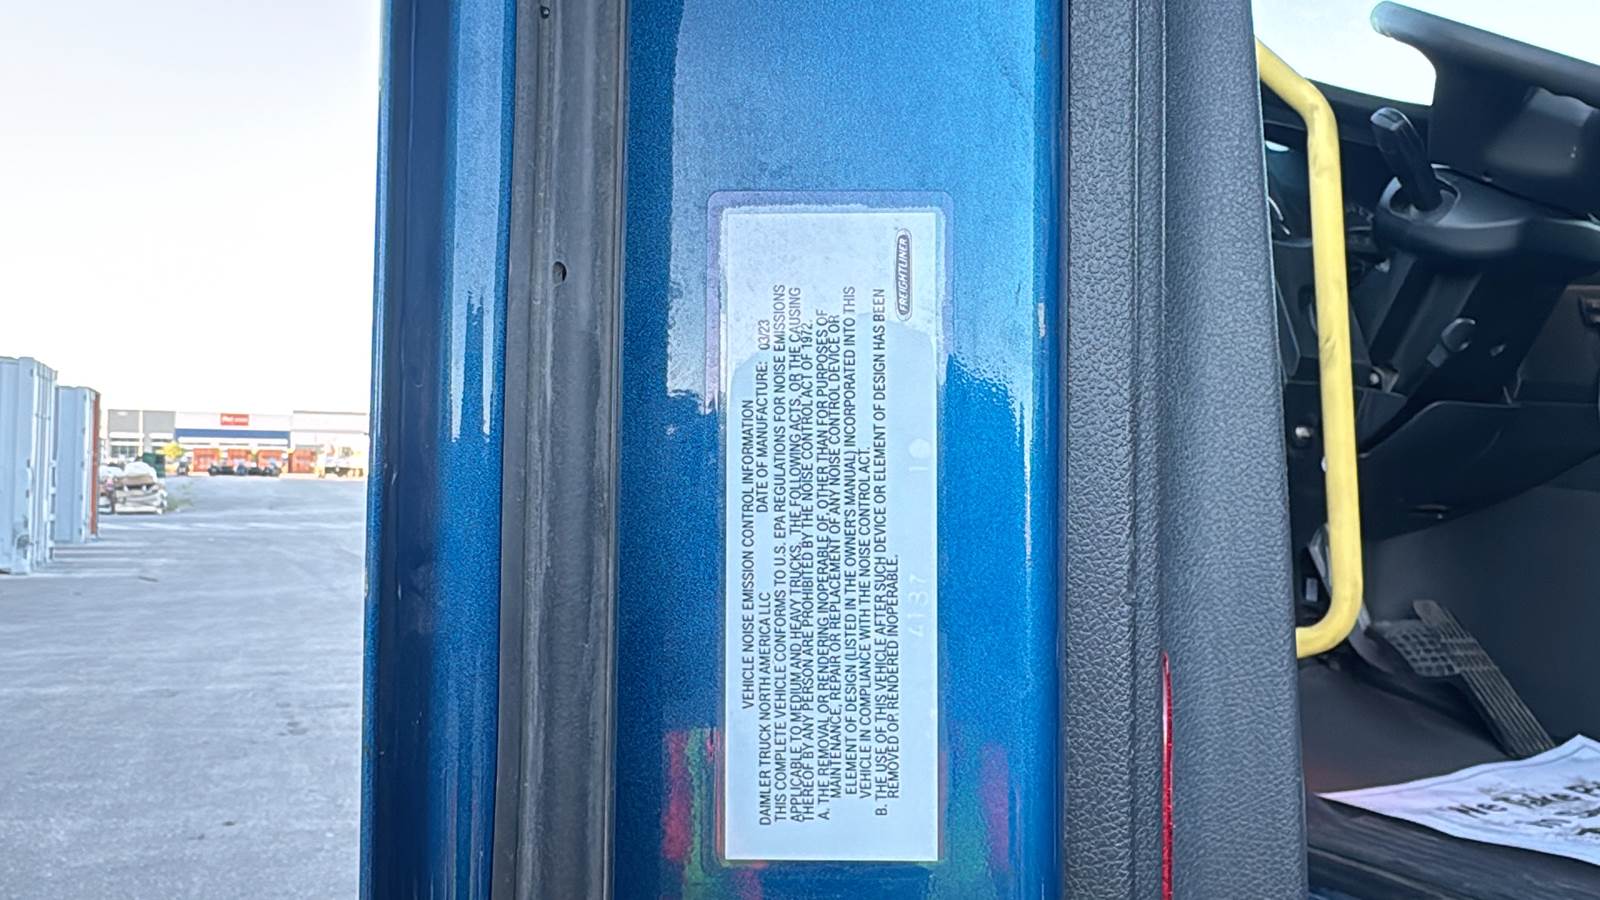 FREIGHTLINER
VEHICLE NOISE EMISSION CONTROL INFORMATION
DAIMLER TRUCK NORTH AMERICA LLC DATE OF MANUFACTURE: 03/23
THIS COMPLETE VEHICLE CONFORMS TO U.S. EPA REGULATIONS FOR NOISE EMISSIONS
APPLICABLE TO MEDIUM AND HEAVY TRUCKS. THE FOLLOWING ACTS, OR THE CAUSING
THEREOF BY ANY PERSON ARE PROHIBITED BY THE NOISE CONTROL ACT OF 1972.
A. THE REMOVAL OR RENDERING INOPERABLE OF, OTHER THAN FOR PURPOSES OF
MAINTENANCE, REPAIR OR REPLACEMENT OF ANY NOISE CONTROL DEVICE OR
ELEMENT OF DESIGN (LISTED IN THE OWNER'S MANUAL) INCORPORATED INTO THIS
VEHICLE IN COMPLIANCE WITH THE NOISE CONTROL ACT.
B. THE USE OF THIS VEHICLE AFTER SUCH DEVICE OR ELEMENT OF DESIGN HAS BEEN
REMOVED OR RENDERED INOPERABLE.
We Take